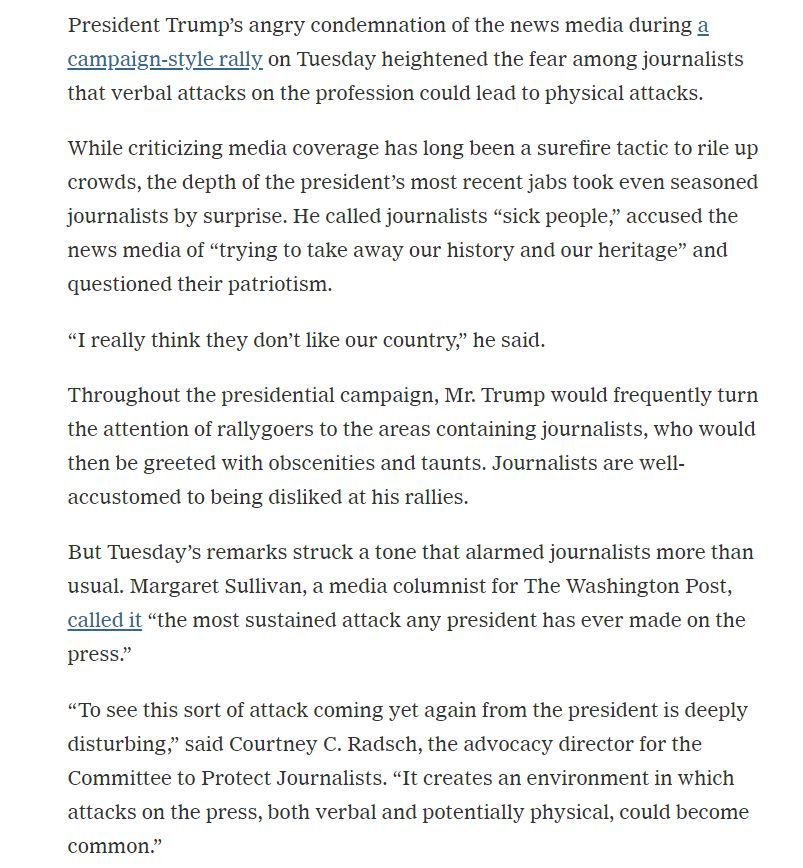 President Trump’s angry condemnation of the news media during a
campaign-style rally on Tuesday heightened the fear among journalists
that verbal attacks on the profession could lead to physical attacks.
While criticizing media coverage has long been a surefire tactic to rile up
crowds, the depth of the president’s most recent jabs took even seasoned
journalists by surprise. He called journalists “sick people,” accused the
news media of “trying to take away our history and our heritage” and
questioned their patriotism.
“I really think they don’t like our country,” he said.
Throughout the presidential campaign, Mr. Trump would frequently turn
the attention of rallygoers to the areas containing journalists, who would
then be greeted with obscenities and taunts. Journalists are well-
accustomed to being disliked at his rallies.
But Tuesday’s remarks struck a tone that alarmed journalists more than
usual. Margaret Sullivan, a media columnist for The Washington Post,
called it “the most sustained attack any president has ever made on the
press.”
“To see this sort of attack coming yet again from the president is deeply
disturbing,” said Courtney C. Radsch, the advocacy director for the
Committee to Protect Journalists. “It creates an environment in which
attacks on the press, both verbal and potentially physical, could become
common.”